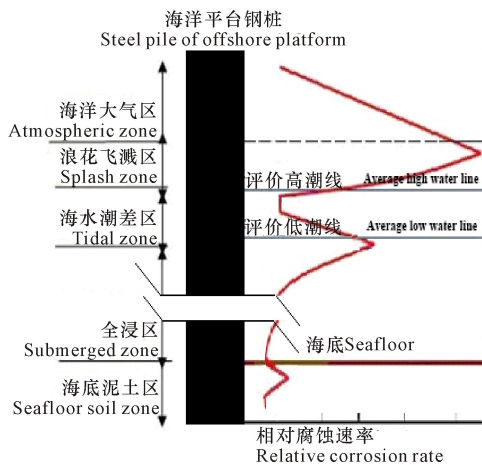 海洋平台钢桩
Steel pile of offshore platform
海洋大气区
Atmospheric zone
浪花飞溅区
Splash zone
评价高潮线 Average high water line
海水潮差区
Tidal zone
评价低潮线 Average low water line
全浸区
Submerged zone
海底Seafloor
海底泥土区
Seafloor soil zone
相对腐蚀速率
Relative corrosion rate